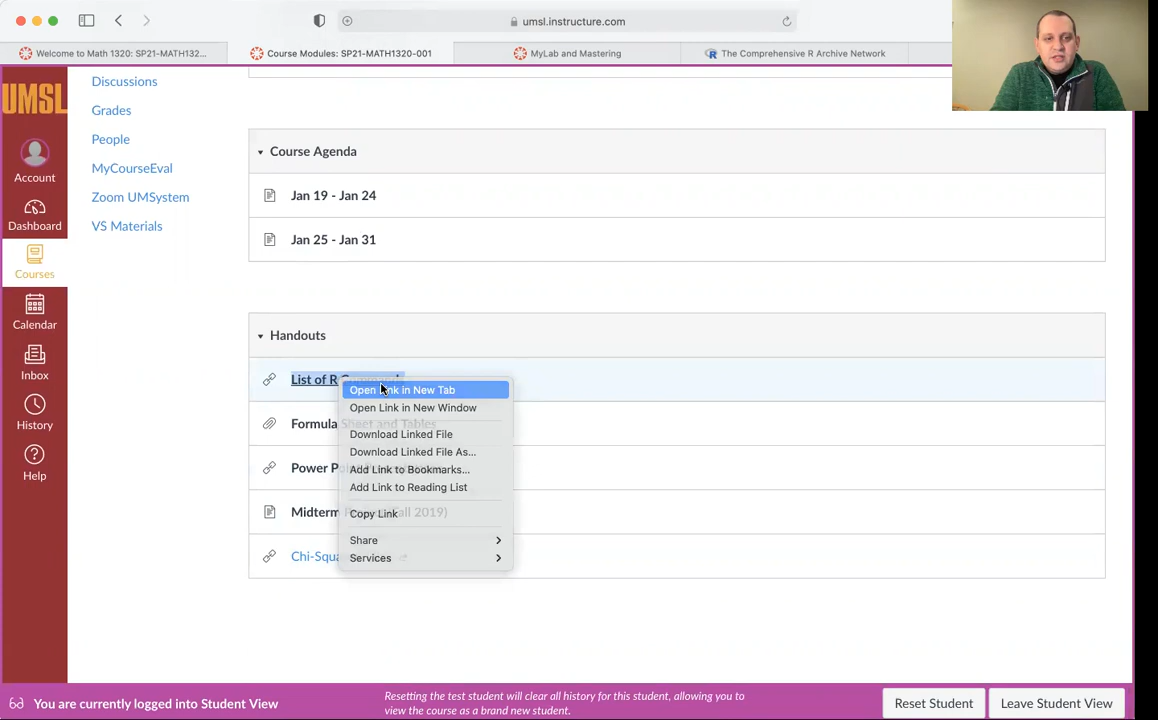 umsl.instructure.com
Welcome to Math 1320: SP21-MATH132...
Course Modules: SP21-MATH1320-001
MyLab and Mastering
The Comprehensive R Archive Network
UMSL
Account
Dashboard
Courses
Calendar
Inbox
History
Help
Discussions
Grades
People
MyCourseEval
Zoom UMSystem
VS Materials
Course Agenda
Jan 19 - Jan 24
Jan 25 - Jan 31
Handouts
List of R
Formula Sheet and Tables
Power
Midterm (Fall 2019)
Chi-Squa
Open Link in New Tab
Open Link in New Window
Download Linked File
Download Linked File As...
Add Link to Bookmarks...
Add Link to Reading List
Copy Link
Share
Services
You are currently logged into Student View
Resetting the test student will clear all history for this student, allowing you to
view the course as a brand new student.
Reset Student
Leave Student View